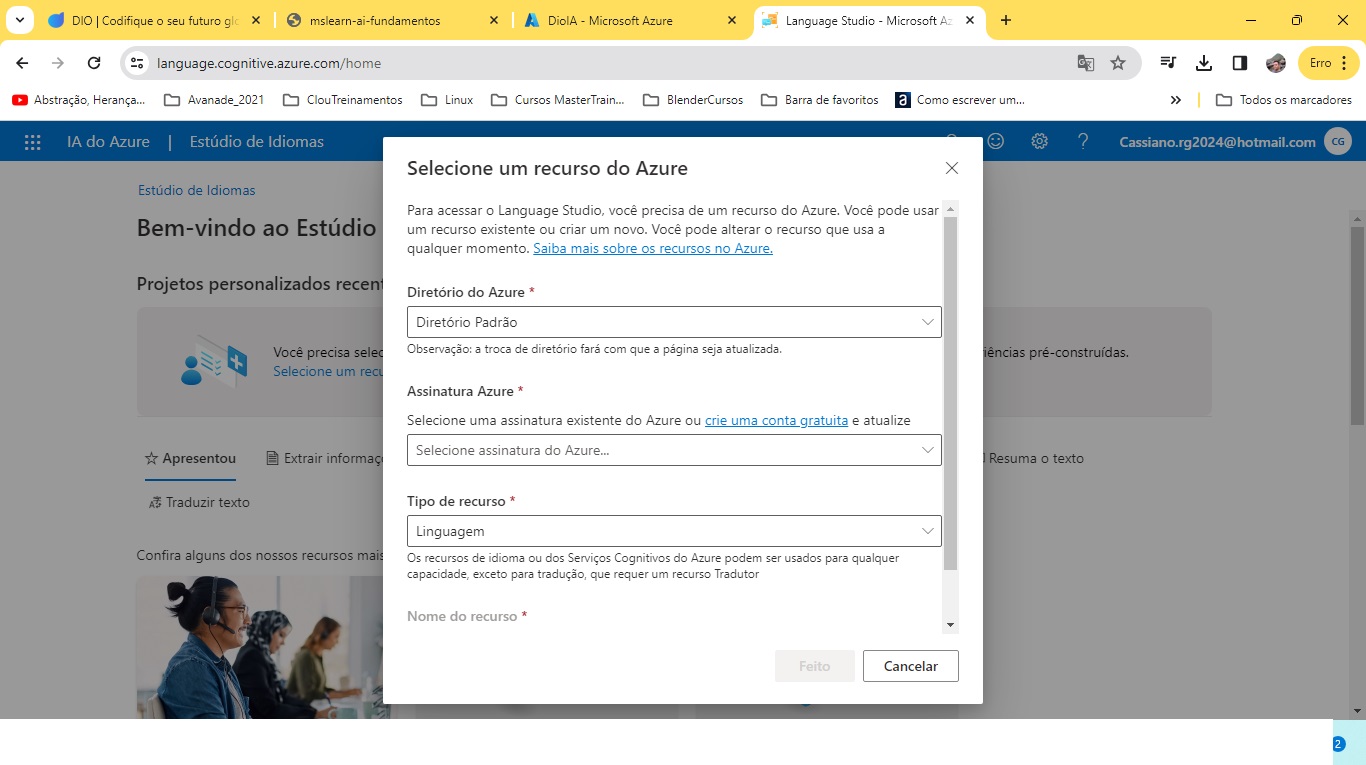 DIO | Codifique o seu futuro glo
mslearn-ai-fundamentos
DioIA - Microsoft Azure
Language Studio - Microsoft Az
language.cognitive.azure.com/home
Erro
Abstração, Herança...
Avanade_2021
ClouTreinamentos
Linux
Cursos MasterTrain...
BlenderCursos
Barra de favoritos
Como escrever um...
Todos os marcadores
IA do Azure | Estúdio de Idiomas
Cassiano.rg2024@hotmail.com CG
Estúdio de Idiomas
Bem-vindo ao Estúdio
Projetos personalizados recent
Você precisa selec
Selecione um recu
iências pré-construídas.
Apresentou
Extrair informaç
Resuma o texto
Traduzir texto
Confira alguns dos nossos recursos mais
Selecione um recurso do Azure
Para acessar o Language Studio, você precisa de um recurso do Azure. Você pode usar
um recurso existente ou criar um novo. Você pode alterar o recurso que usa a
qualquer momento. Saiba mais sobre os recursos no Azure.
Diretório do Azure *
Diretório Padrão
Observação: a troca de diretório fará com que a página seja atualizada.
Assinatura Azure *
Selecione uma assinatura existente do Azure ou crie uma conta gratuita e atualize
Selecione assinatura do Azure...
Tipo de recurso *
Linguagem
Os recursos de idioma ou dos Serviços Cognitivos do Azure podem ser usados para qualquer
capacidade, exceto para tradução, que requer um recurso Tradutor
Nome do recurso *
Feito
Cancelar
2